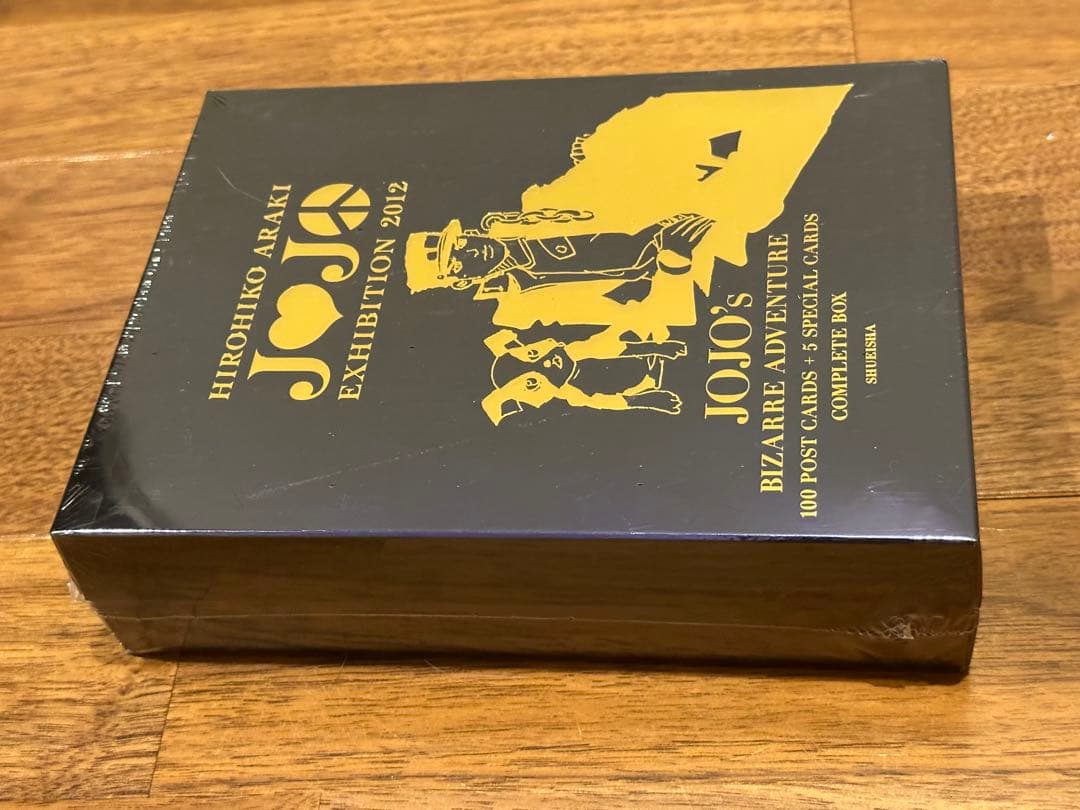 HIROHIKO ARAKI
JOJO
EXHIBITION 2012
JOJO's
BIZARRE ADVENTURE
100 POST CARDS + 5 SPECIAL CARDS
COMPLETE BOX
SHUEISHA